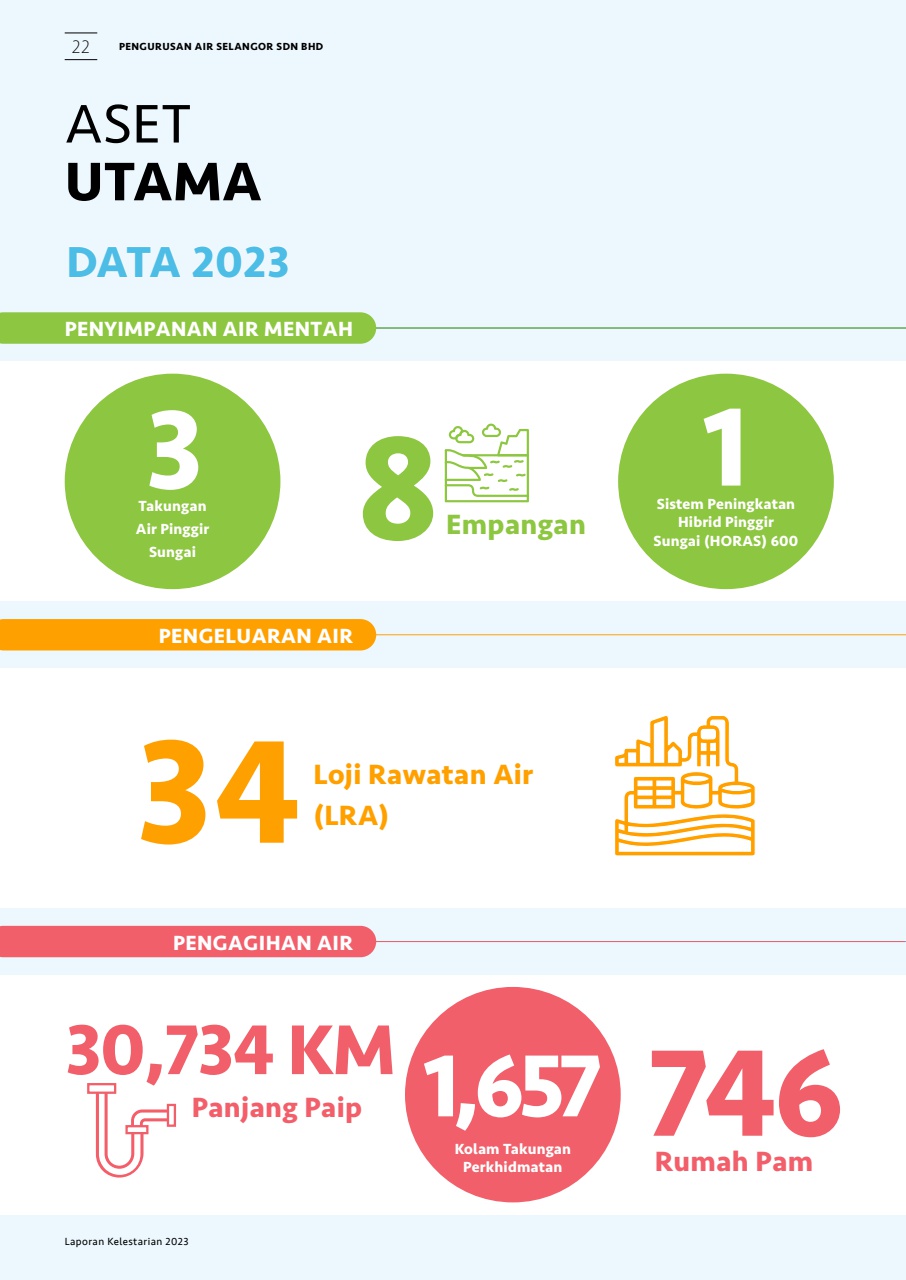 22
PENGURUSAN AIR SELANGOR SDN BHD
ASET
UTAMA
DATA 2023
PENYIMPANAN AIR MENTAH
3
Takungan
Air Pinggir
Sungai
8
Empangan
1
Sistem Peningkatan
Hibrid Pinggir
Sungai (HORAS) 600
PENGELUARAN AIR
34
Loji Rawatan Air
(LRA)
PENGAGIHAN AIR
30,734 KM
Panjang Paip
1,657
Kolam Takungan
Perkhidmatan
746
Rumah Pam
Laporan Kelestarian 2023